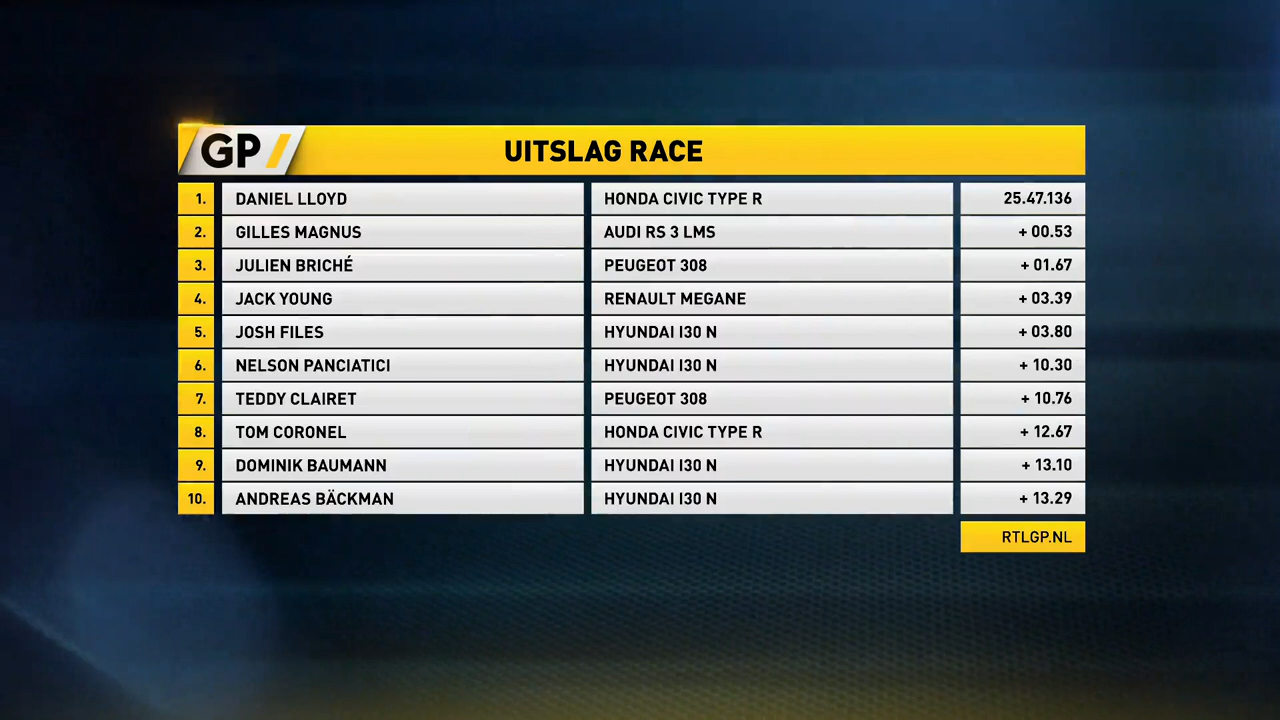 GP/ UITSLAG RACE
1. DANIEL LLOYD HONDA CIVIC TYPE R 25.47.136
2. GILLES MAGNUS AUDI RS 3 LMS + 00.53
3. JULIEN BRICHÉ PEUGEOT 308 + 01.67
4. JACK YOUNG RENAULT MEGANE + 03.39
5. JOSH FILES HYUNDAI I30 N + 03.80
6. NELSON PANCIATICI HYUNDAI I30 N + 10.30
7. TEDDY CLAIRET PEUGEOT 308 + 10.76
8. TOM CORONEL HONDA CIVIC TYPE R + 12.67
9. DOMINIK BAUMANN HYUNDAI I30 N + 13.10
10. ANDREAS BÄCKMAN HYUNDAI I30 N + 13.29
RTLGP.NL